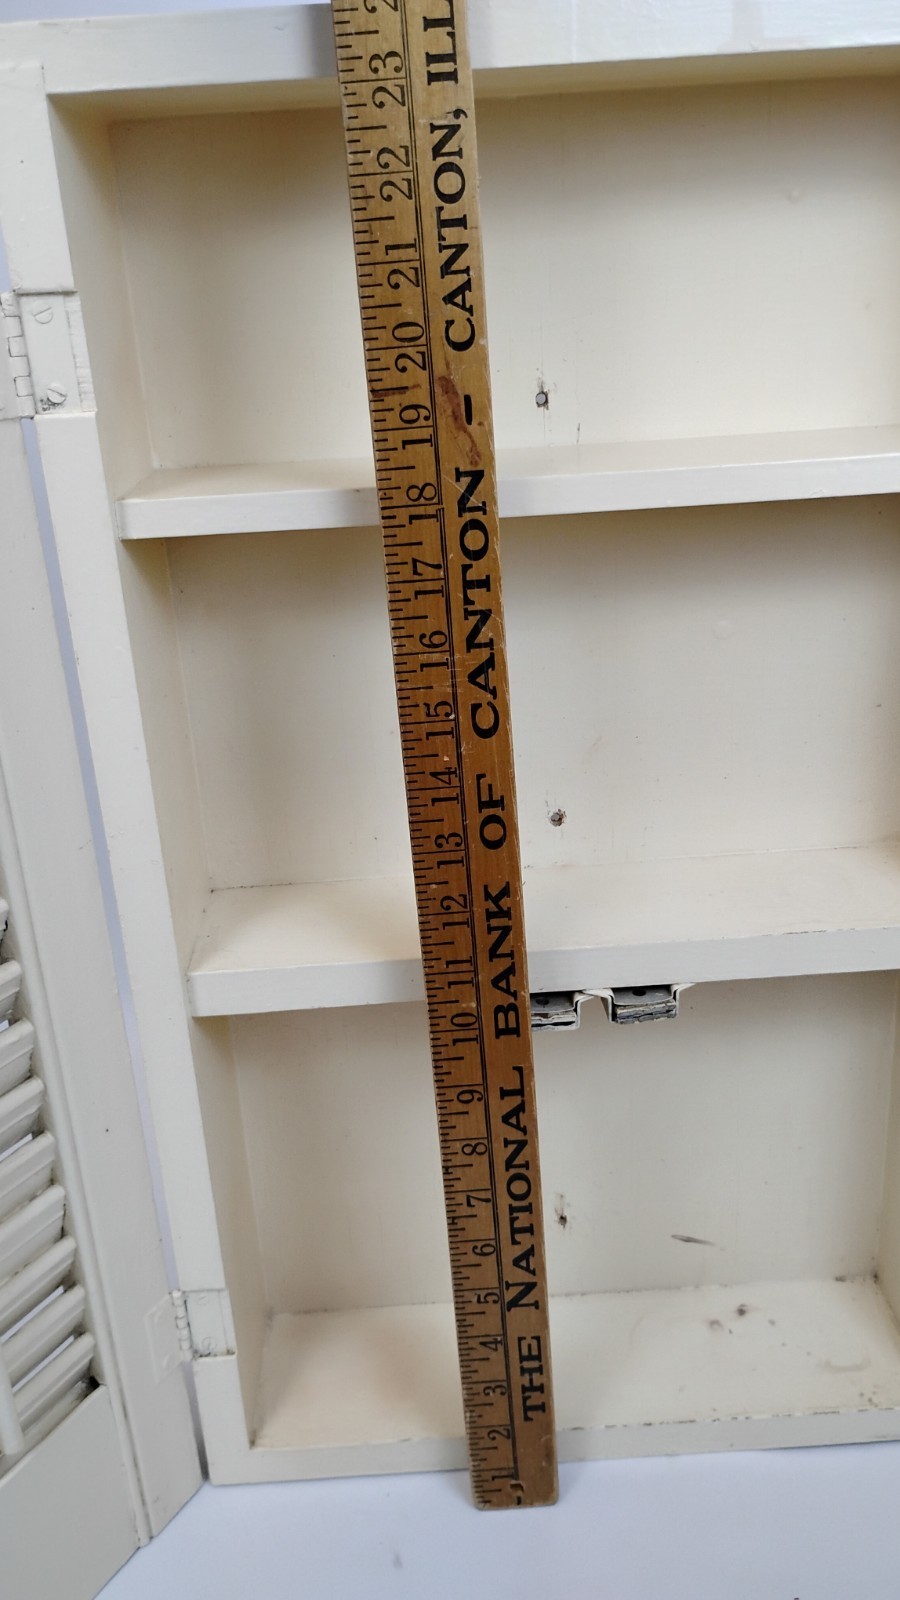 THE NATIONAL BANK OF CANTON - CANTON, ILL
1 2 3 4 5 6 7 8 9 10 11 12 13 14 15 16 17 18 19 20 21 22 23